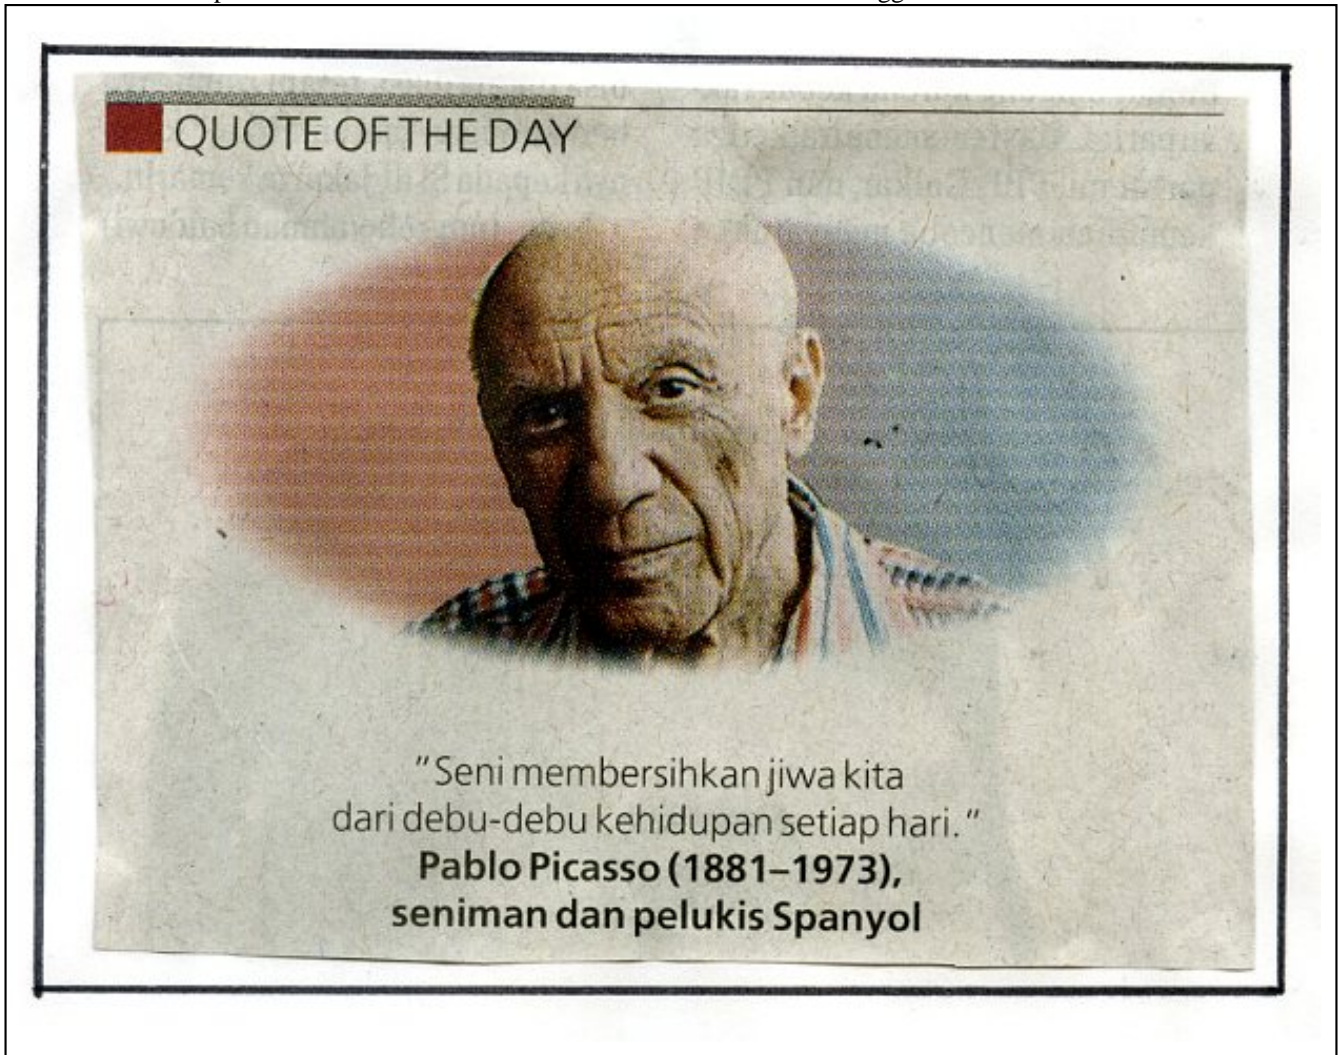 QUOTE OF THE DAY
"Seni membersihkan jiwa kita
dari debu-debu kehidupan setiap hari."
Pablo Picasso (1881–1973),
seniman dan pelukis Spanyol